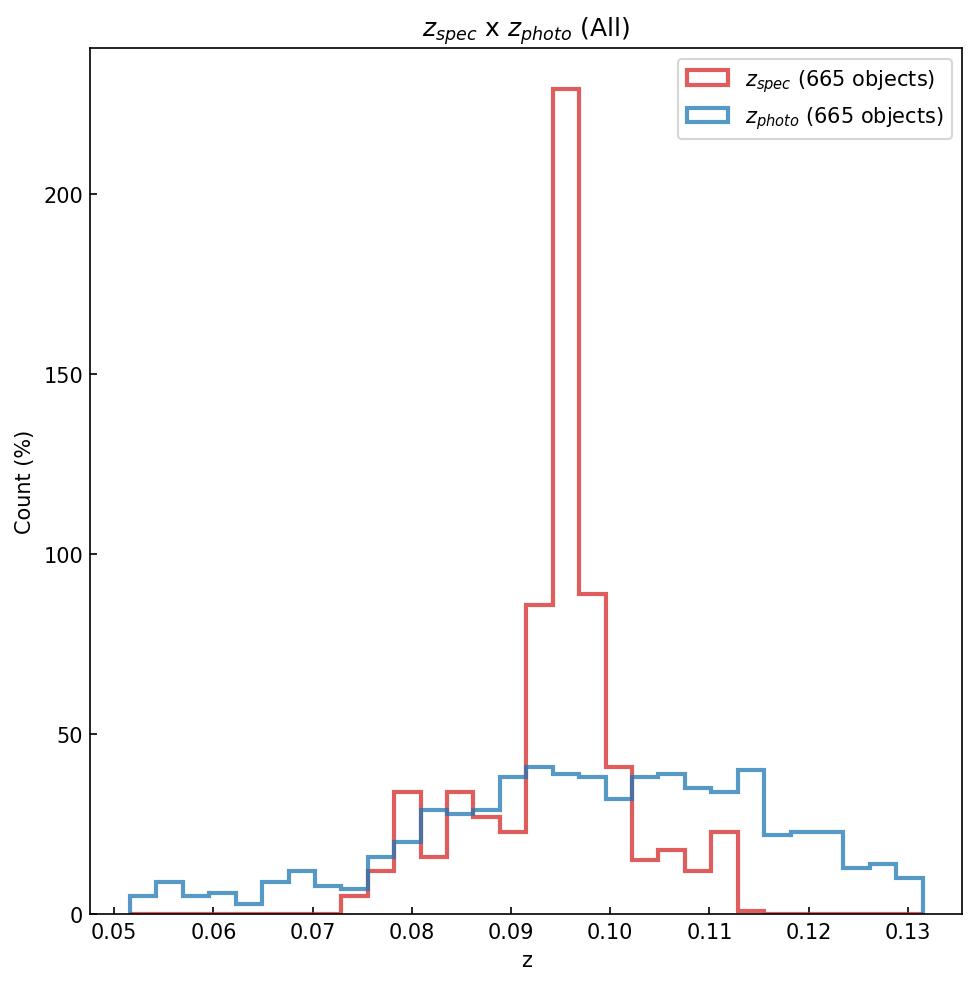 z_spec x z_photo (All)
z_spec (665 objects)
z_photo (665 objects)
Count (%)
200
150
100
50
0
0.05 0.06 0.07 0.08 0.09 0.10 0.11 0.12 0.13
z